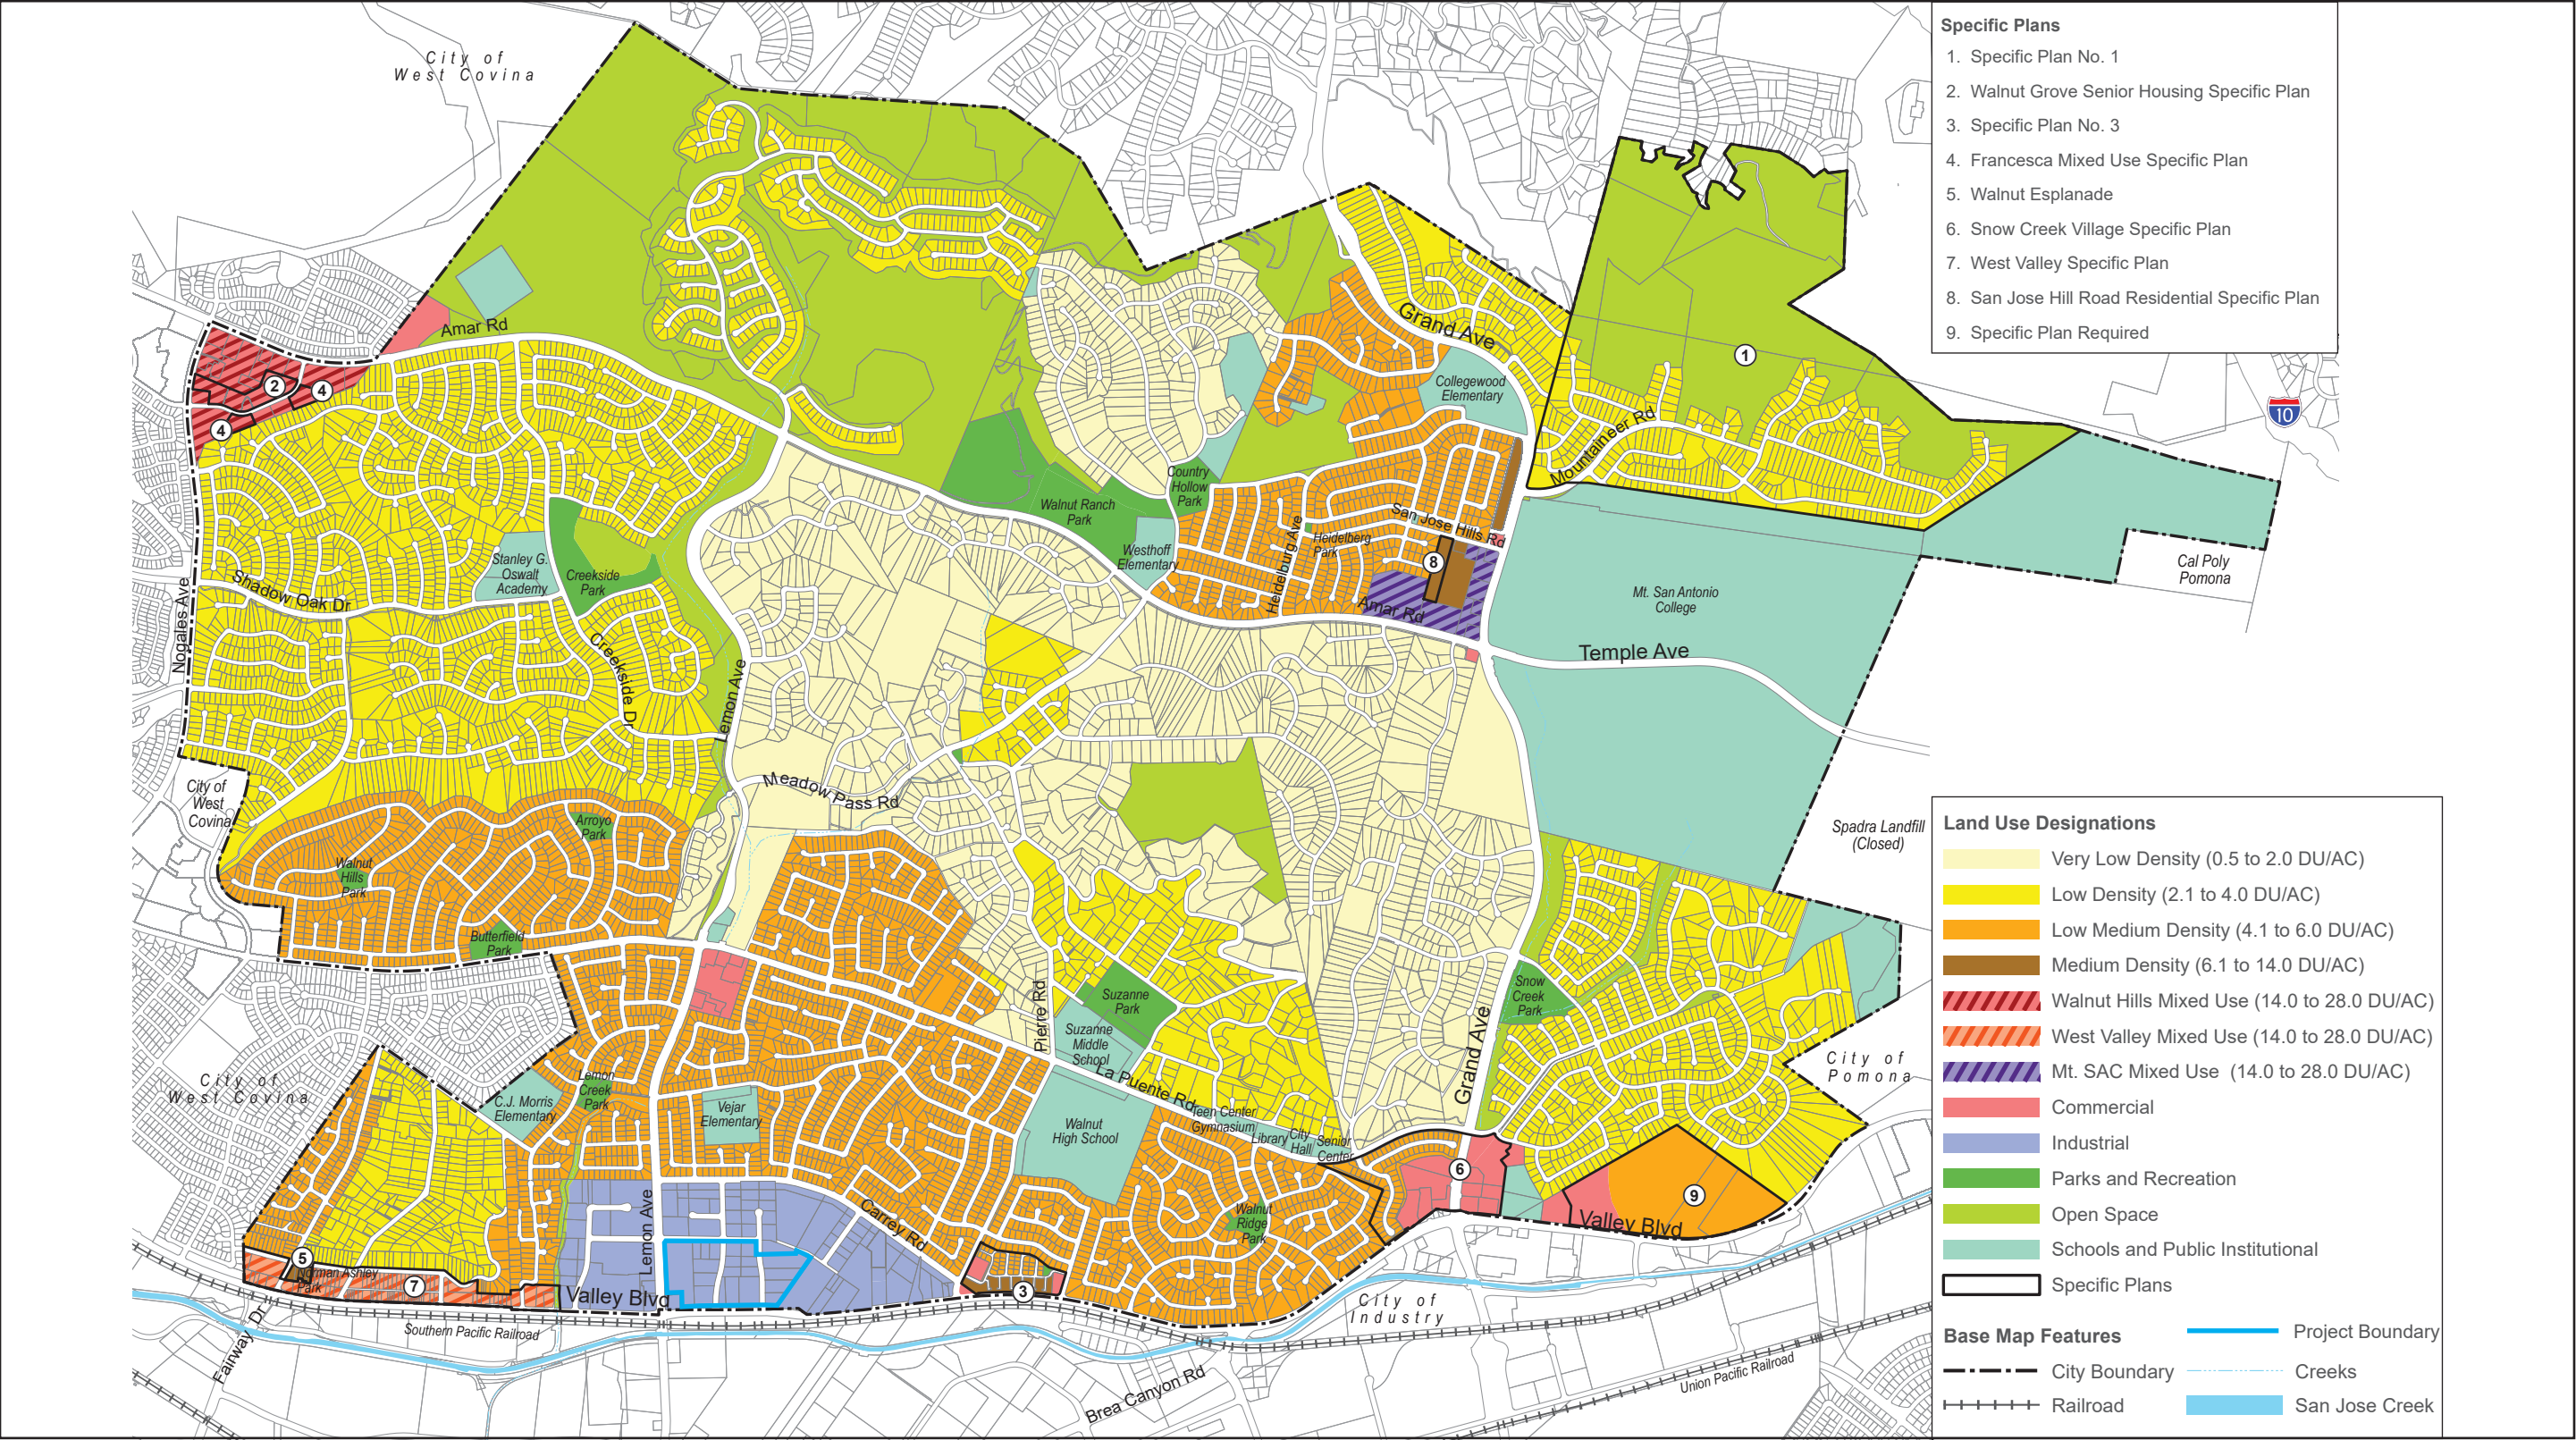 City of
West Covina
Amar Rd
Grand Ave
Collegewood
Elementary
Mountaineer Rd
10
1
2
4
4
Country
Hollow
Park
Walnut Ranch
Park
Westhoff
Elementary
San Jose Hills Rd
Heidelburg Ave
Heidelberg
Park
8
Amar Rd
Stanley G.
Oswalt
Academy
Creekside
Park
Shadow Oak Dr
Nogales Ave
Creekside Dr
Lemon Ave
Mt. San Antonio
College
Cal Poly
Pomona
Temple Ave
City of
West
Covina
Meadow Pass Rd
Arroyo
Park
Walnut
Hills
Park
Butterfield
Park
Spadra Landfill
(Closed)
Snow
Creek
Park
Suzanne
Park
Pierre Rd
Suzanne
Middle
School
La Puente Rd
Grand Ave
City of
Pomona
City of
West Covina
C.J. Morris
Elementary
Lemon
Creek
Park
Vejar
Elementary
Walnut
High School
Teen Center
Gymnasium
Library
City
Hall
Senior
Center
6
9
Valley Blvd
Walnut
Ridge
Park
Carrey Rd
Lemon Ave
5
Norman Ashley
Park
7
Valley Blvd
3
City of
Industry
Fairway Dr
Southern Pacific Railroad
Brea Canyon Rd
Union Pacific Railroad
Specific Plans
1. Specific Plan No. 1
2. Walnut Grove Senior Housing Specific Plan
3. Specific Plan No. 3
4. Francesca Mixed Use Specific Plan
5. Walnut Esplanade
6. Snow Creek Village Specific Plan
7. West Valley Specific Plan
8. San Jose Hill Road Residential Specific Plan
9. Specific Plan Required
Land Use Designations
Very Low Density (0.5 to 2.0 DU/AC)
Low Density (2.1 to 4.0 DU/AC)
Low Medium Density (4.1 to 6.0 DU/AC)
Medium Density (6.1 to 14.0 DU/AC)
Walnut Hills Mixed Use (14.0 to 28.0 DU/AC)
West Valley Mixed Use (14.0 to 28.0 DU/AC)
Mt. SAC Mixed Use (14.0 to 28.0 DU/AC)
Commercial
Industrial
Parks and Recreation
Open Space
Schools and Public Institutional
Specific Plans
Base Map Features
Project Boundary
City Boundary
Creeks
Railroad
San Jose Creek